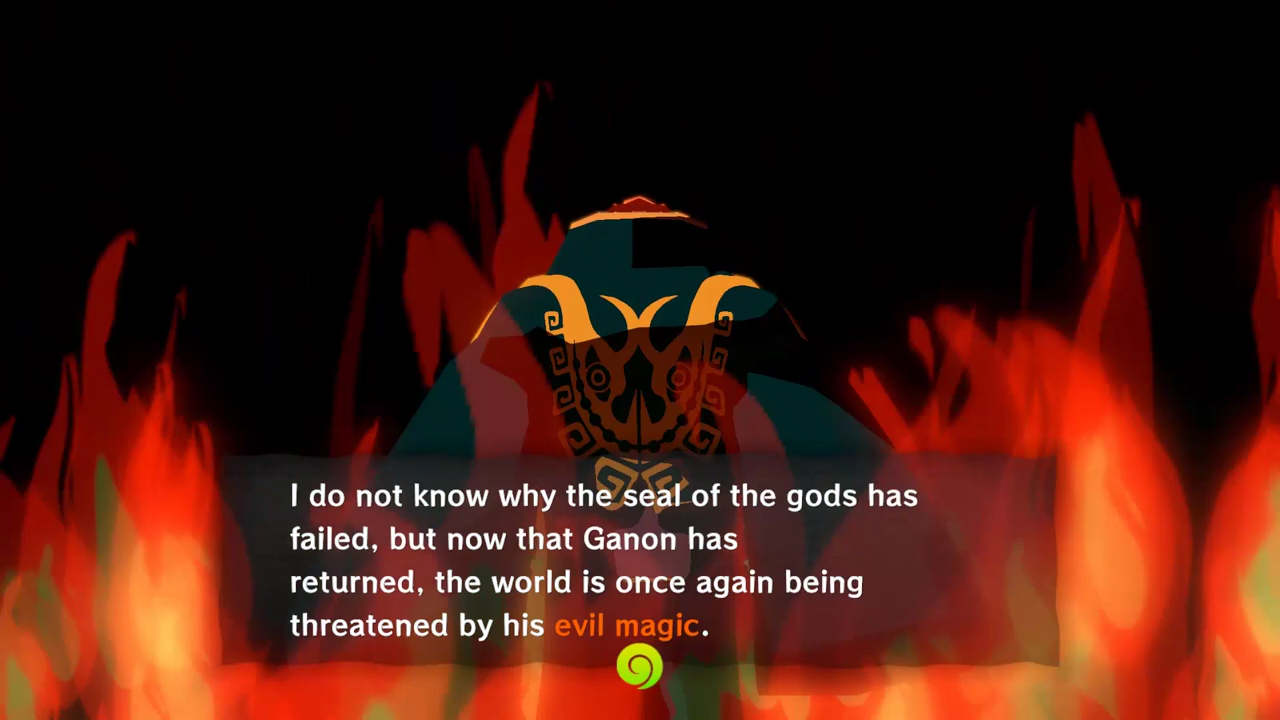 I do not know why the seal of the gods has
failed, but now that Ganon has
returned, the world is once again being
threatened by his evil magic.